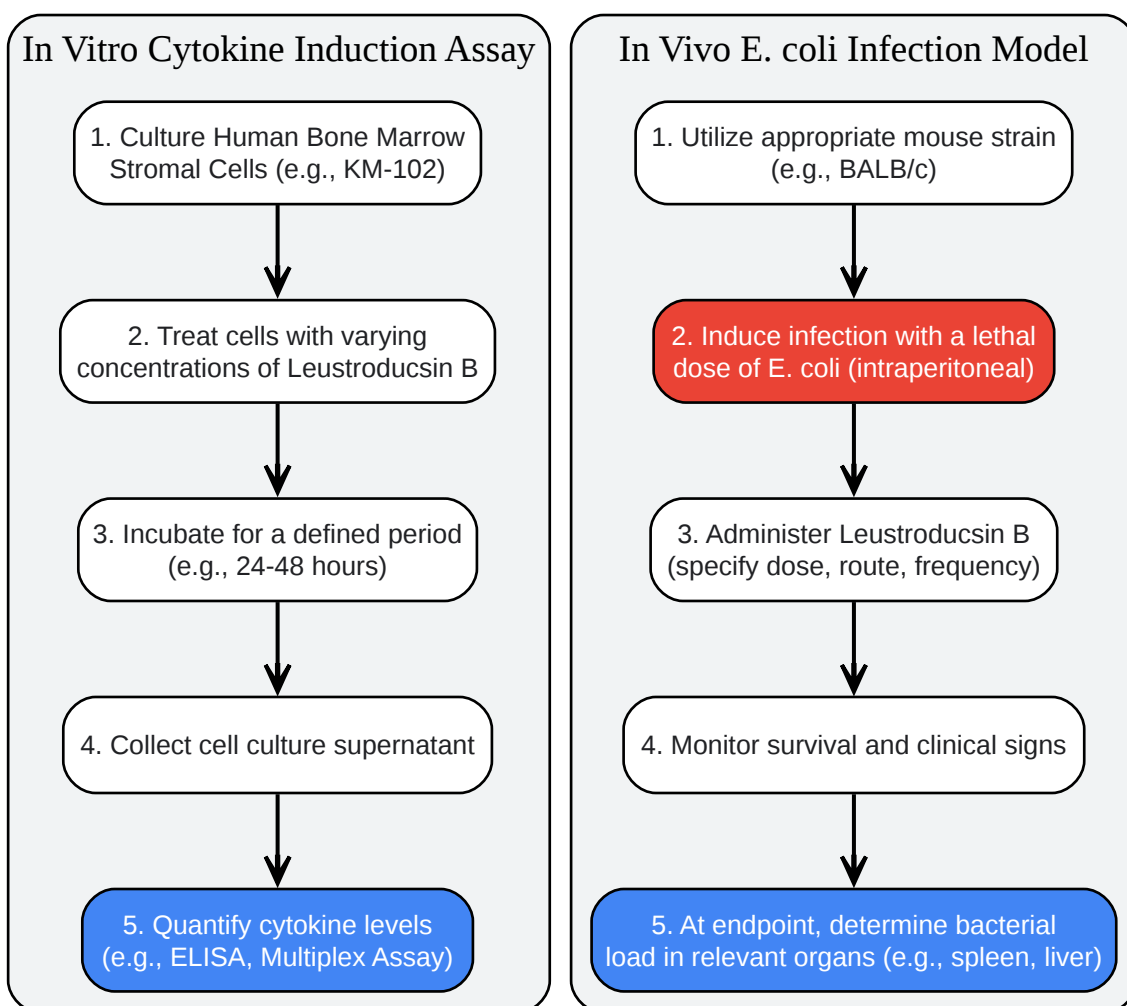 In Vitro Cytokine Induction Assay
1. Culture Human Bone Marrow
Stromal Cells (e.g., KM-102)
2. Treat cells with varying
concentrations of Leustroducsin B
3. Incubate for a defined period
(e.g., 24-48 hours)
4. Collect cell culture supernatant
5. Quantify cytokine levels
(e.g., ELISA, Multiplex Assay)
In Vivo E. coli Infection Model
1. Utilize appropriate mouse strain
(e.g., BALB/c)
2. Induce infection with a lethal
dose of E. coli (intraperitoneal)
3. Administer Leustroducsin B
(specify dose, route, frequency)
4. Monitor survival and clinical signs
5. At endpoint, determine bacterial
load in relevant organs (e.g., spleen, liver)